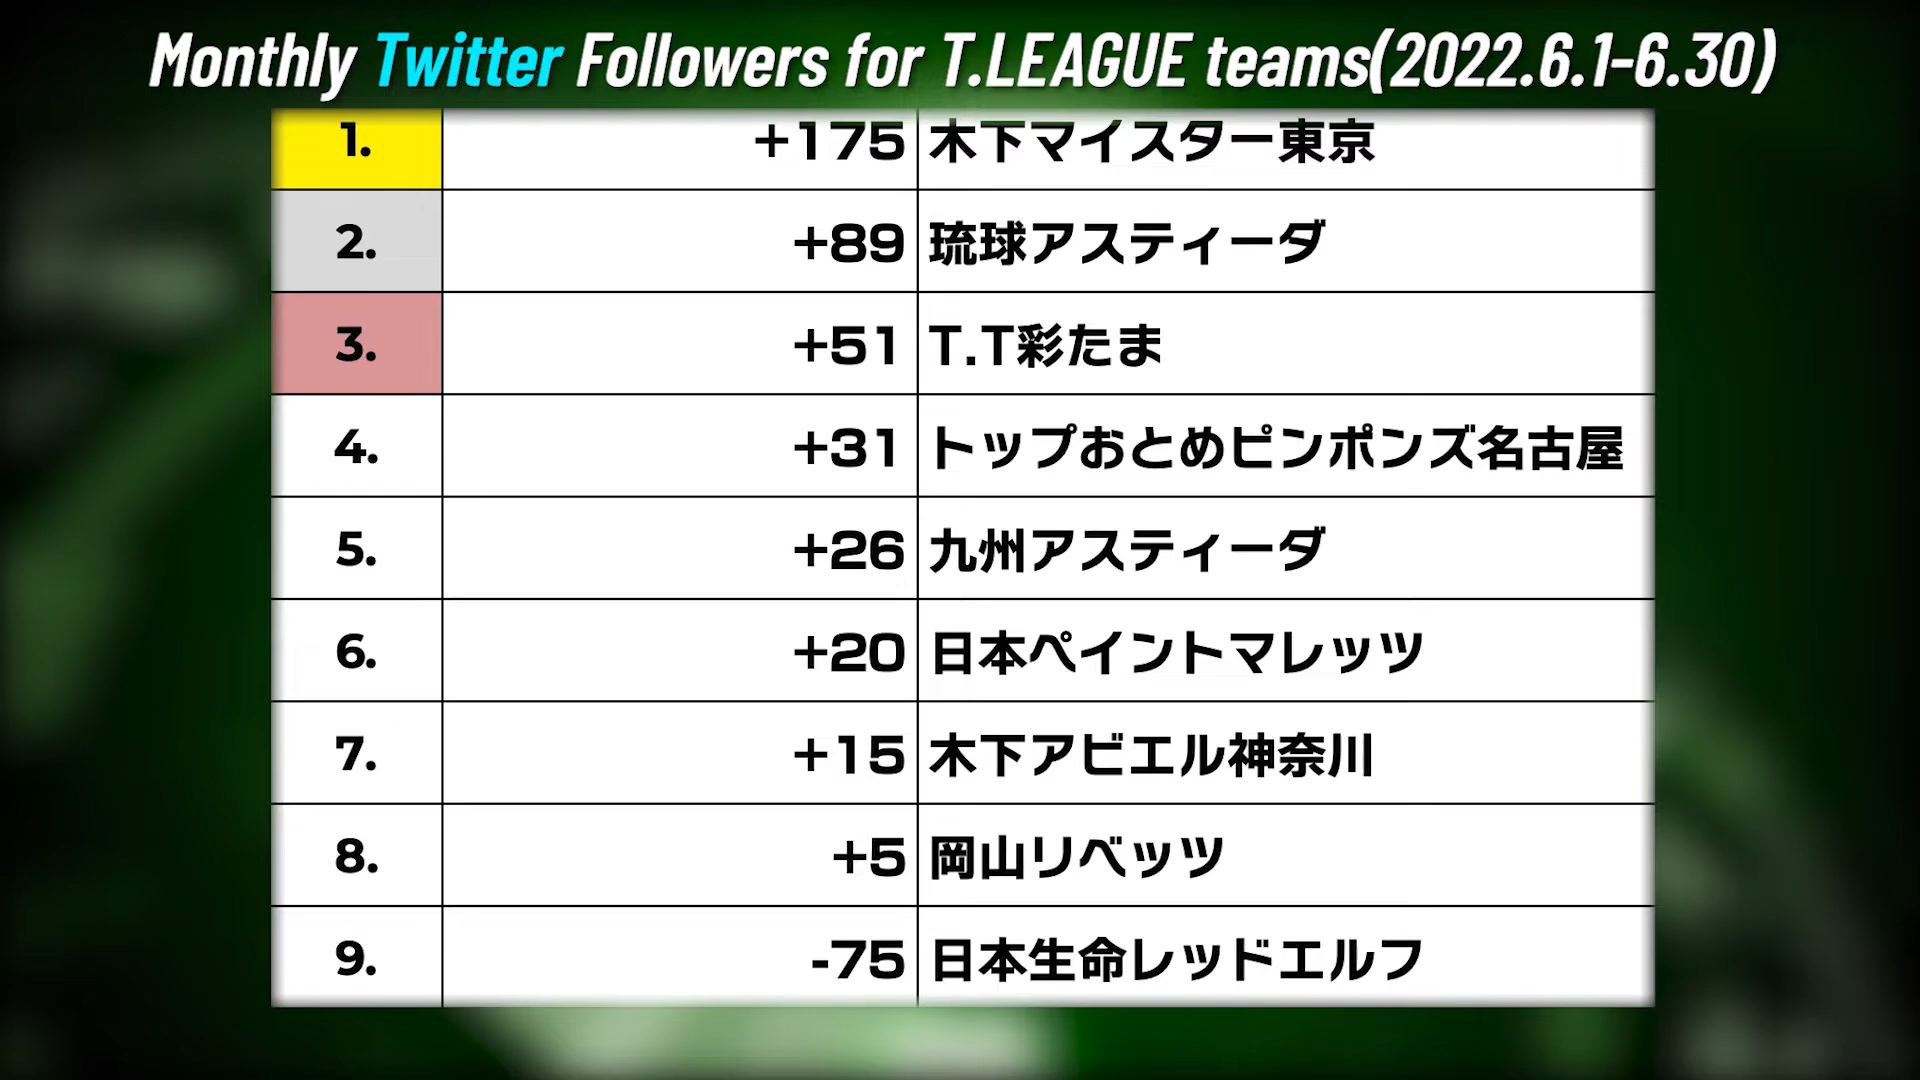 Monthly Twitter Followers for T.LEAGUE teams(2022.6.1-6.30)
1. +175 木下マイスター東京
2. +89 琉球アスティーダ
3. +51 T.T彩たま
4. +31 トップおとめピンポンズ名古屋
5. +26 九州アスティーダ
6. +20 日本ペイントマレッツ
7. +15 木下アビエル神奈川
8. +5 岡山リベッツ
9. -75 日本生命レッドエルフ